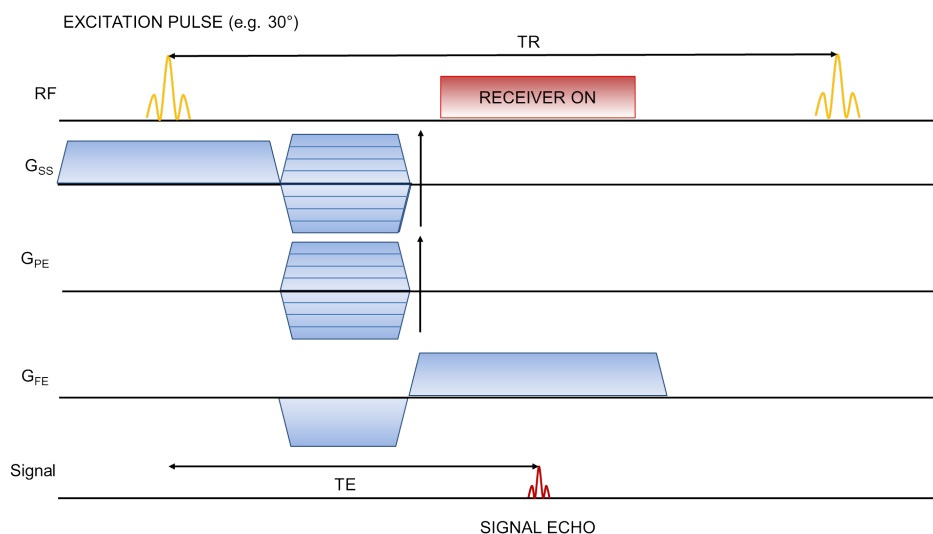 EXCITATION PULSE (e.g. 30°)
TR
RF
RECEIVER ON
GSS
GPE
GFE
Signal
TE
SIGNAL ECHO